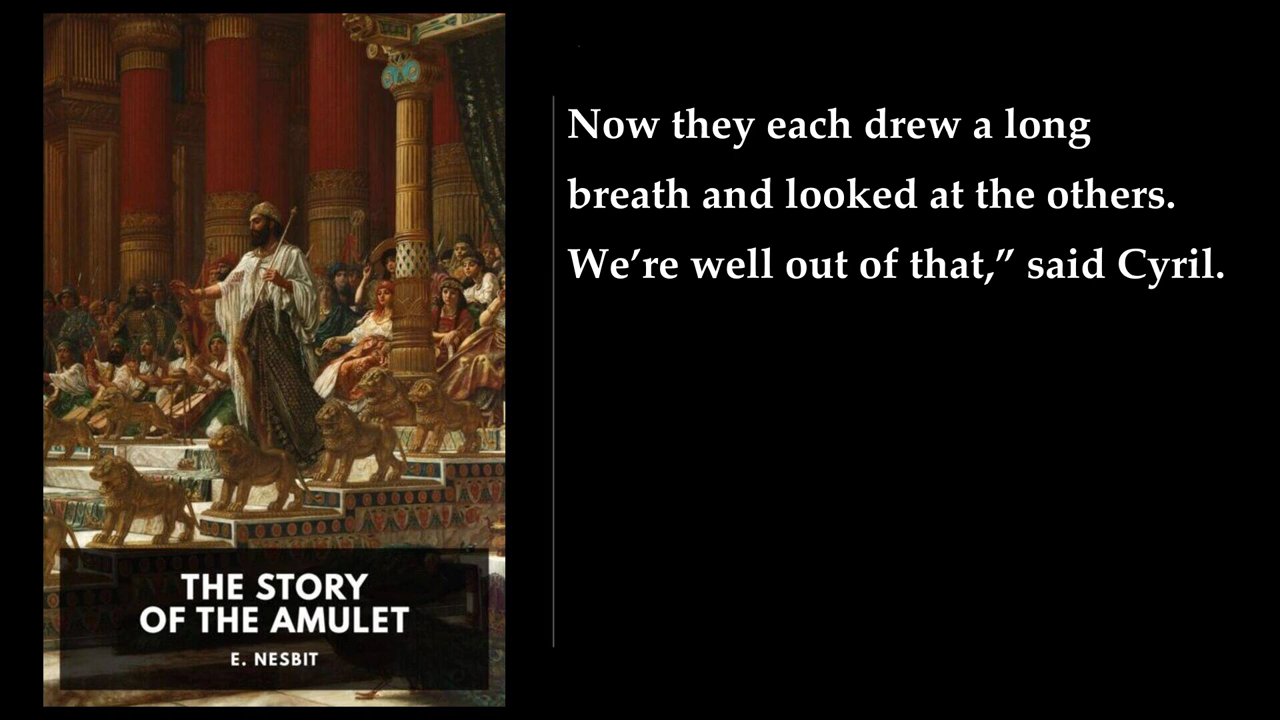 THE STORY
OF THE AMULET
E. NESBIT
Now they each drew a long
breath and looked at the others.
We’re well out of that,” said Cyril.